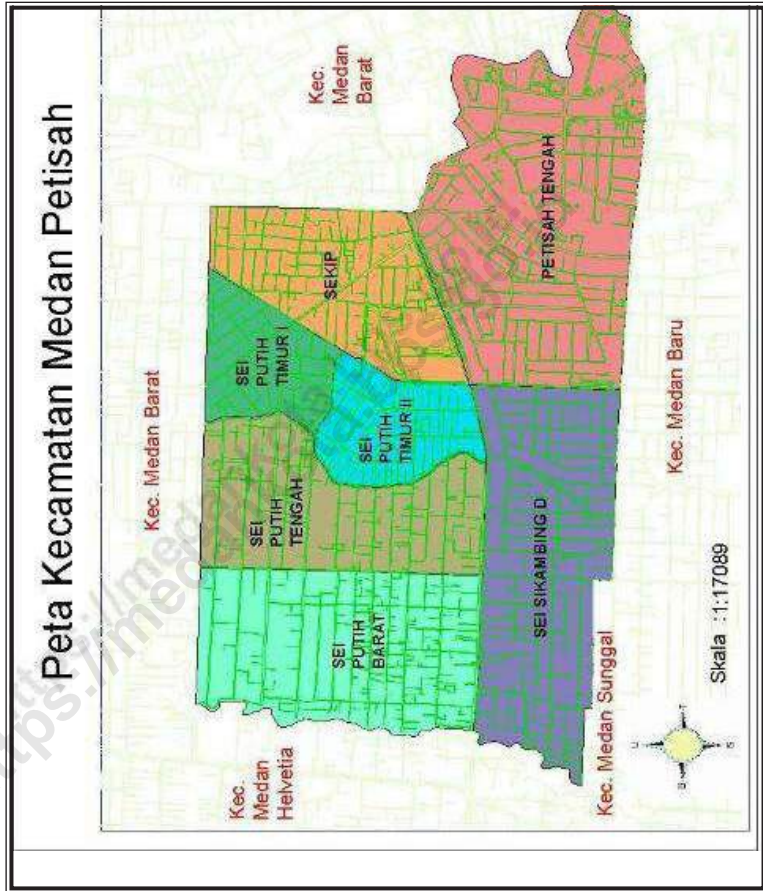 Peta Kecamatan Medan Petisah
Kec. Medan Barat
Kec.
Medan
Barat
Kec.
Medan
Helvetia
SEI
PUTIH
BARAT
SEI
PUTIH
TENGAH
SEI
PUTIH
TIMUR I
SEI
PUTIH
TIMUR II
SEKIP
SEI SIKAMBING D
PETISAH TENGAH
Kec. Medan Sunggal
Kec. Medan Baru
Skala :1:17089
U
B
T
S